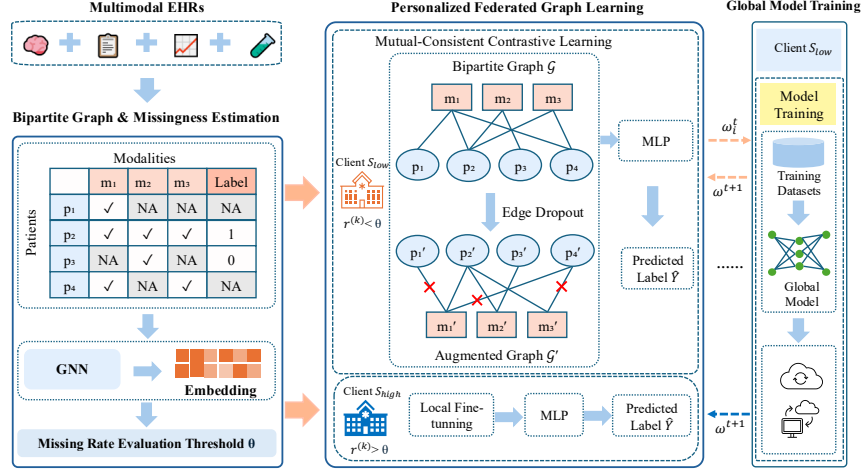 Multimodal EHRs
Bipartite Graph & Missingness Estimation
Modalities
Patients
m₁ m₂ m₃ Label
p₁ ✓ NA NA NA
p₂ ✓ ✓ ✓ 1
p₃ NA ✓ NA 0
p₄ ✓ NA ✓ NA
GNN
Embedding
Missing Rate Evaluation Threshold θ
Personalized Federated Graph Learning
Mutual-Consistent Contrastive Learning
Bipartite Graph 𝒢
m₁ m₂ m₃
p₁ p₂ p₃ p₄
Client S_low
r^(k) < θ
Edge Dropout
p₁′ p₂′ p₃′ p₄′
m₁′ m₂′ m₃′
Augmented Graph 𝒢′
MLP
Predicted
Label Ŷ
Client S_high
r^(k) > θ
Local Fine-
tunning
MLP
Predicted
Label Ŷ
ω_i^t
ω^{t+1}
......
ω^{t+1}
Global Model Training
Client S_low
Model
Training
Training
Datasets
Global
Model